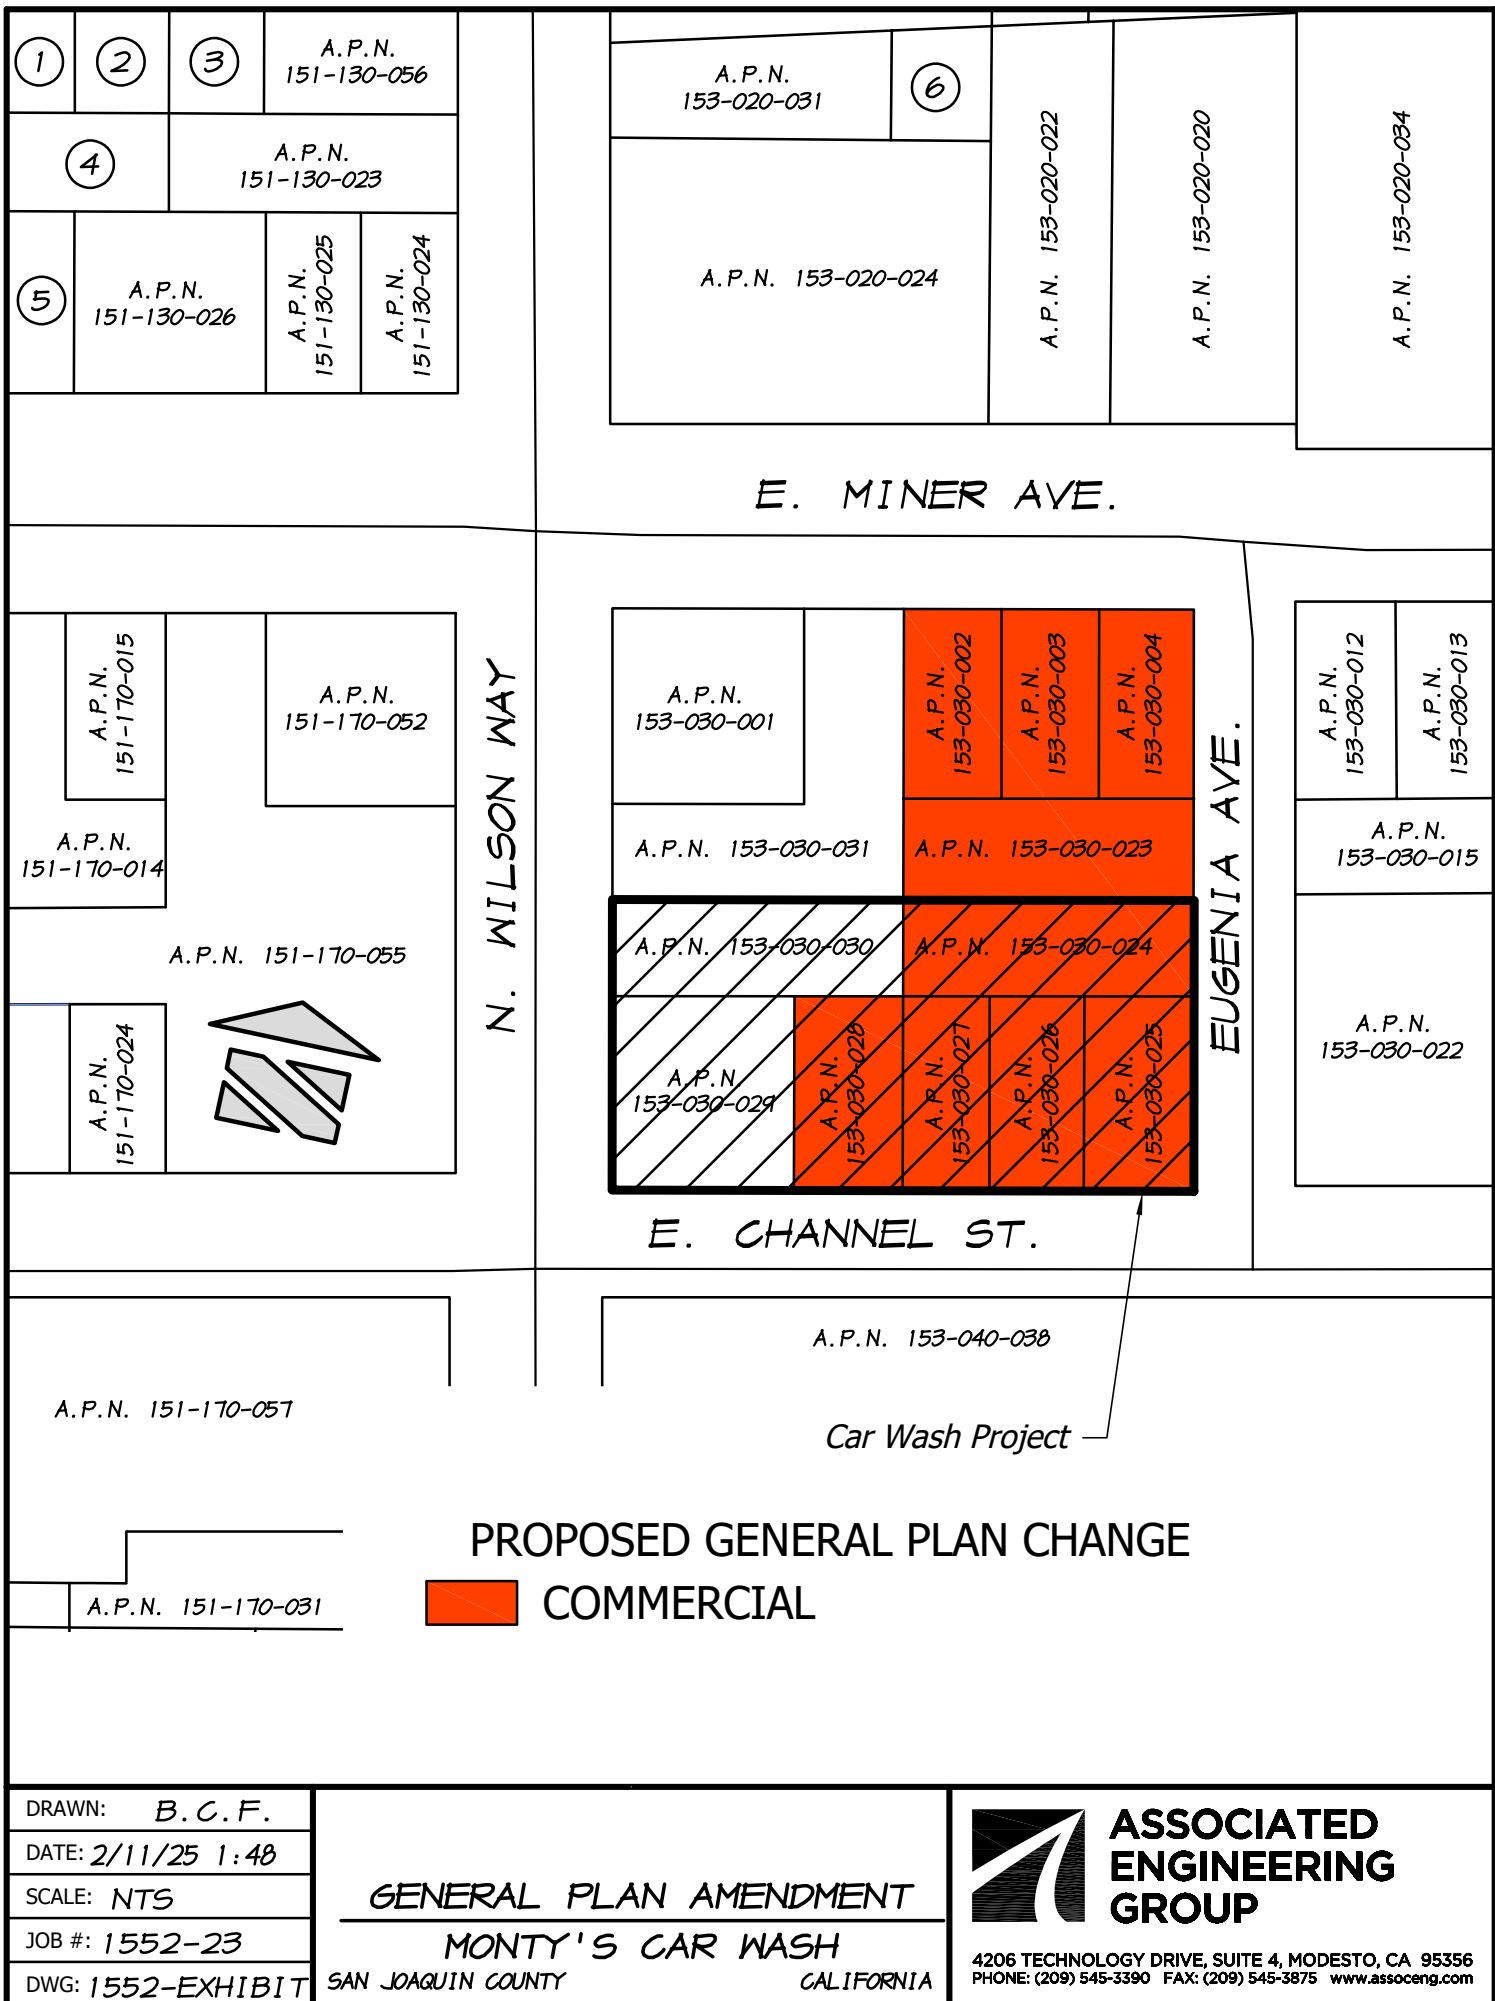 1
2
3
A.P.N.
151-130-056
4
A.P.N.
151-130-023
5
A.P.N.
151-130-026
A.P.N.
151-130-025
A.P.N.
151-130-024
A.P.N.
153-020-031
6
A.P.N. 153-020-024
A.P.N. 153-020-022
A.P.N. 153-020-020
A.P.N. 153-020-034
E. MINER AVE.
A.P.N.
151-170-015
A.P.N.
151-170-052
A.P.N.
151-170-014
A.P.N. 151-170-055
A.P.N.
151-170-024
N. WILSON WAY
A.P.N.
153-030-001
A.P.N.
153-030-002
A.P.N.
153-030-003
A.P.N.
153-030-004
A.P.N. 153-030-031
A.P.N. 153-030-023
A.P.N. 153-030-030
A.P.N. 153-030-024
A.P.N.
153-030-029
A.P.N.
153-030-028
A.P.N.
153-030-027
A.P.N.
153-030-026
A.P.N.
153-030-025
EUGENIA AVE.
A.P.N.
153-030-012
A.P.N.
153-030-013
A.P.N.
153-030-015
A.P.N.
153-030-022
E. CHANNEL ST.
A.P.N. 153-040-038
A.P.N. 151-170-057
Car Wash Project
A.P.N. 151-170-031
PROPOSED GENERAL PLAN CHANGE
COMMERCIAL
DRAWN: B.C.F.
DATE: 2/11/25 1:48
SCALE: NTS
JOB #: 1552-23
DWG: 1552-EXHIBIT
GENERAL PLAN AMENDMENT
MONTY'S CAR WASH
SAN JOAQUIN COUNTY CALIFORNIA
ASSOCIATED
ENGINEERING
GROUP
4206 TECHNOLOGY DRIVE, SUITE 4, MODESTO, CA 95356
PHONE: (209) 545-3390 FAX: (209) 545-3875 www.assoceng.com